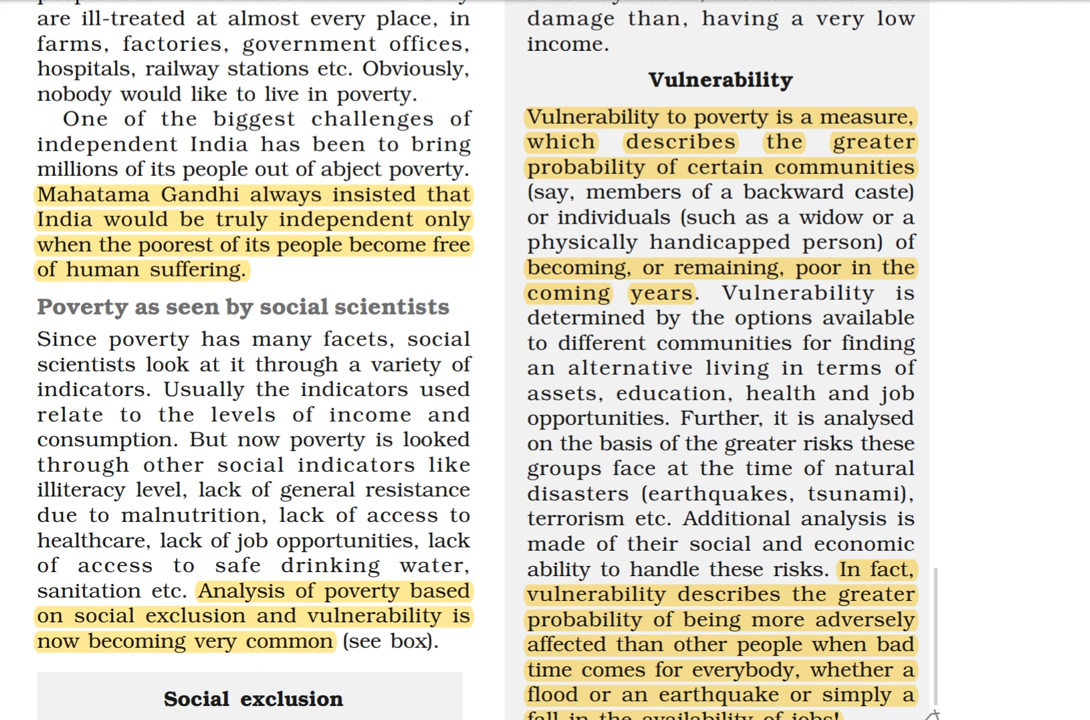 are ill-treated at almost every place, in
farms, factories, government offices,
hospitals, railway stations etc. Obviously,
nobody would like to live in poverty.
One of the biggest challenges of
independent India has been to bring
millions of its people out of abject poverty.
Mahatama Gandhi always insisted that
India would be truly independent only
when the poorest of its people become free
of human suffering.
Poverty as seen by social scientists
Since poverty has many facets, social
scientists look at it through a variety of
indicators. Usually the indicators used
relate to the levels of income and
consumption. But now poverty is looked
through other social indicators like
illiteracy level, lack of general resistance
due to malnutrition, lack of access to
healthcare, lack of job opportunities, lack
of access to safe drinking water,
sanitation etc. Analysis of poverty based
on social exclusion and vulnerability is
now becoming very common (see box).
Social exclusion
damage than, having a very low
income.
Vulnerability
Vulnerability to poverty is a measure,
which describes the greater
probability of certain communities
(say, members of a backward caste)
or individuals (such as a widow or a
physically handicapped person) of
becoming, or remaining, poor in the
coming years. Vulnerability is
determined by the options available
to different communities for finding
an alternative living in terms of
assets, education, health and job
opportunities. Further, it is analysed
on the basis of the greater risks these
groups face at the time of natural
disasters (earthquakes, tsunami),
terrorism etc. Additional analysis is
made of their social and economic
ability to handle these risks. In fact,
vulnerability describes the greater
probability of being more adversely
affected than other people when bad
time comes for everybody, whether a
flood or an earthquake or simply a
fall in the availability of jobs!